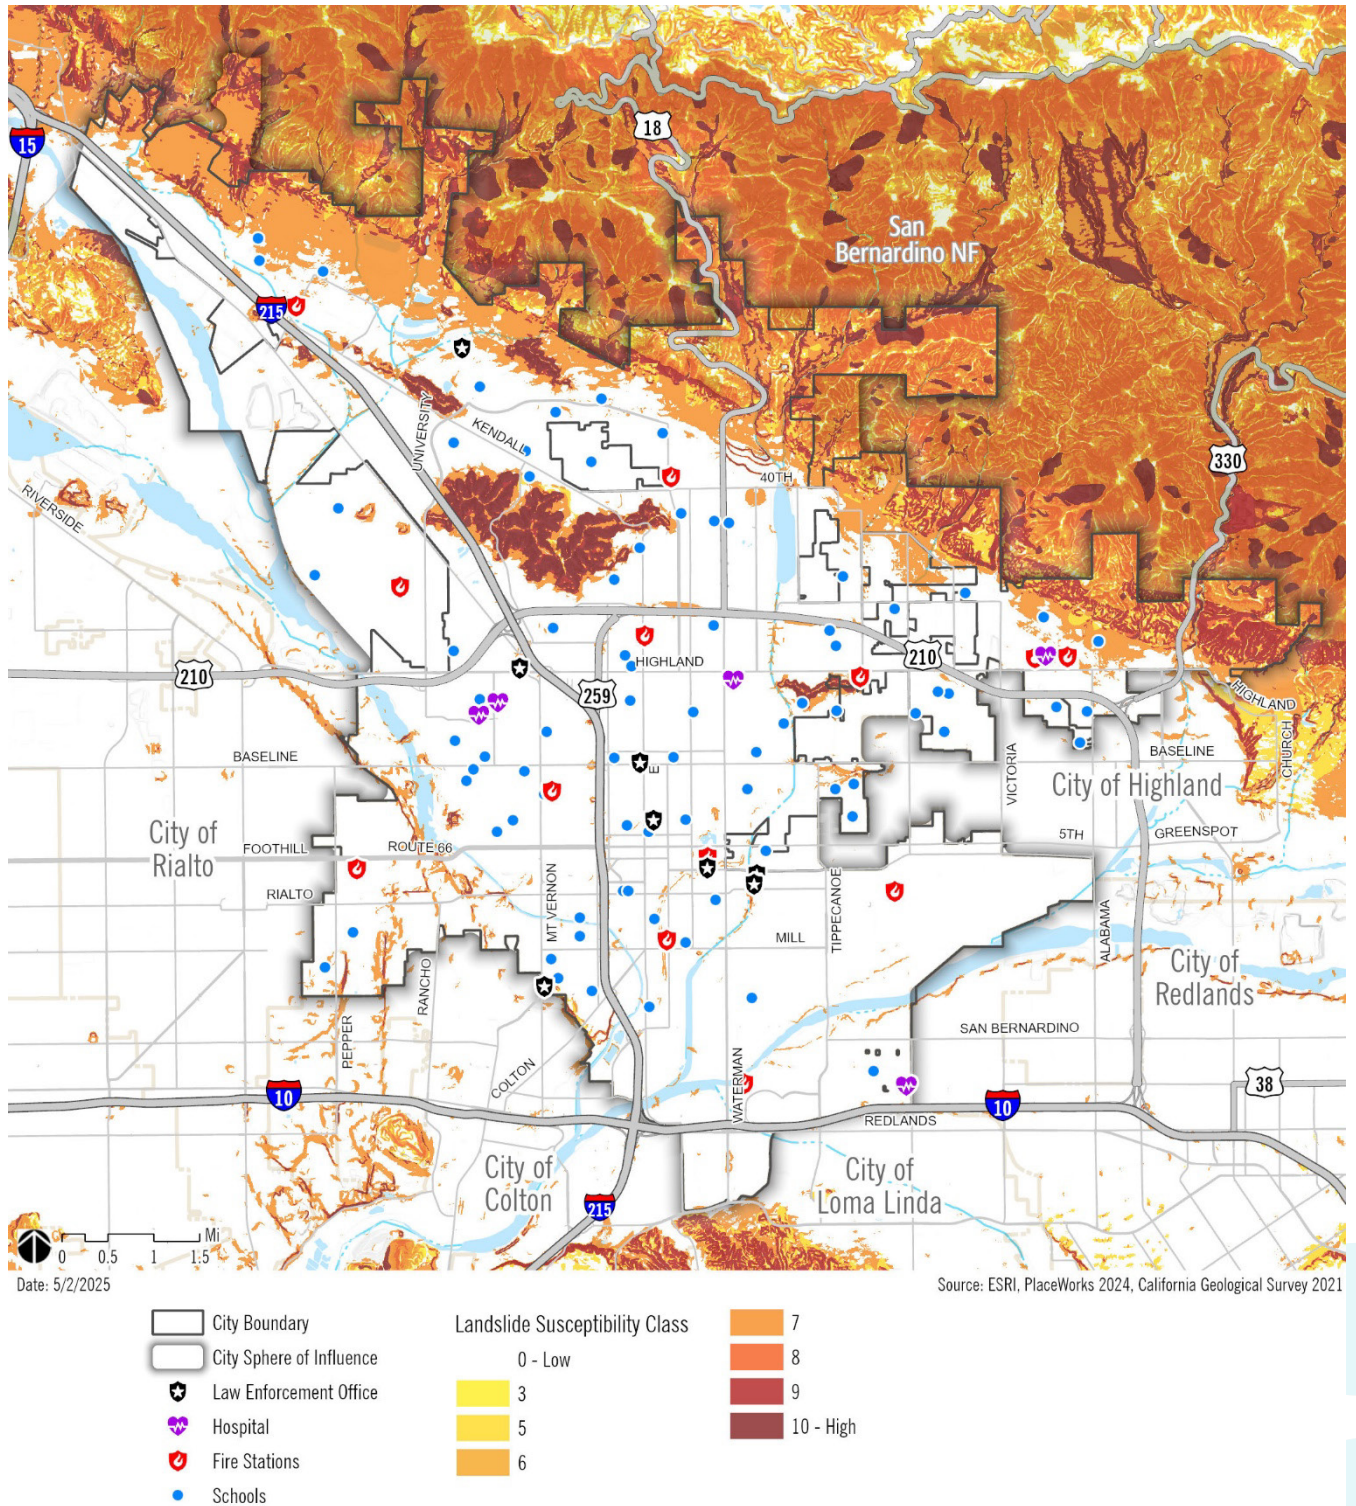 15
18
San
Bernardino NF
215
UNIVERSITY
KENDALL
330
40TH
RIVERSIDE
210
HIGHLAND
210
259
HIGHLAND
CHURCH
BASELINE
E
VICTORIA
BASELINE
City of Highland
City of
Rialto
FOOTHILL
ROUTE 66
5TH
GREENSPOT
RIALTO
MT VERNON
TIPPECANOE
MILL
ALABAMA
City of
Redlands
RANCHO
PEPPER
SAN BERNARDINO
COLTON
WATERMAN
10
10
38
REDLANDS
City of
Colton
City of
Loma Linda
215
Mi
0 0.5 1 1.5
Date: 5/2/2025
Source: ESRI, PlaceWorks 2024, California Geological Survey 2021
City Boundary
City Sphere of Influence
Law Enforcement Office
Hospital
Fire Stations
Schools
Landslide Susceptibility Class
0 - Low
3
5
6
7
8
9
10 - High